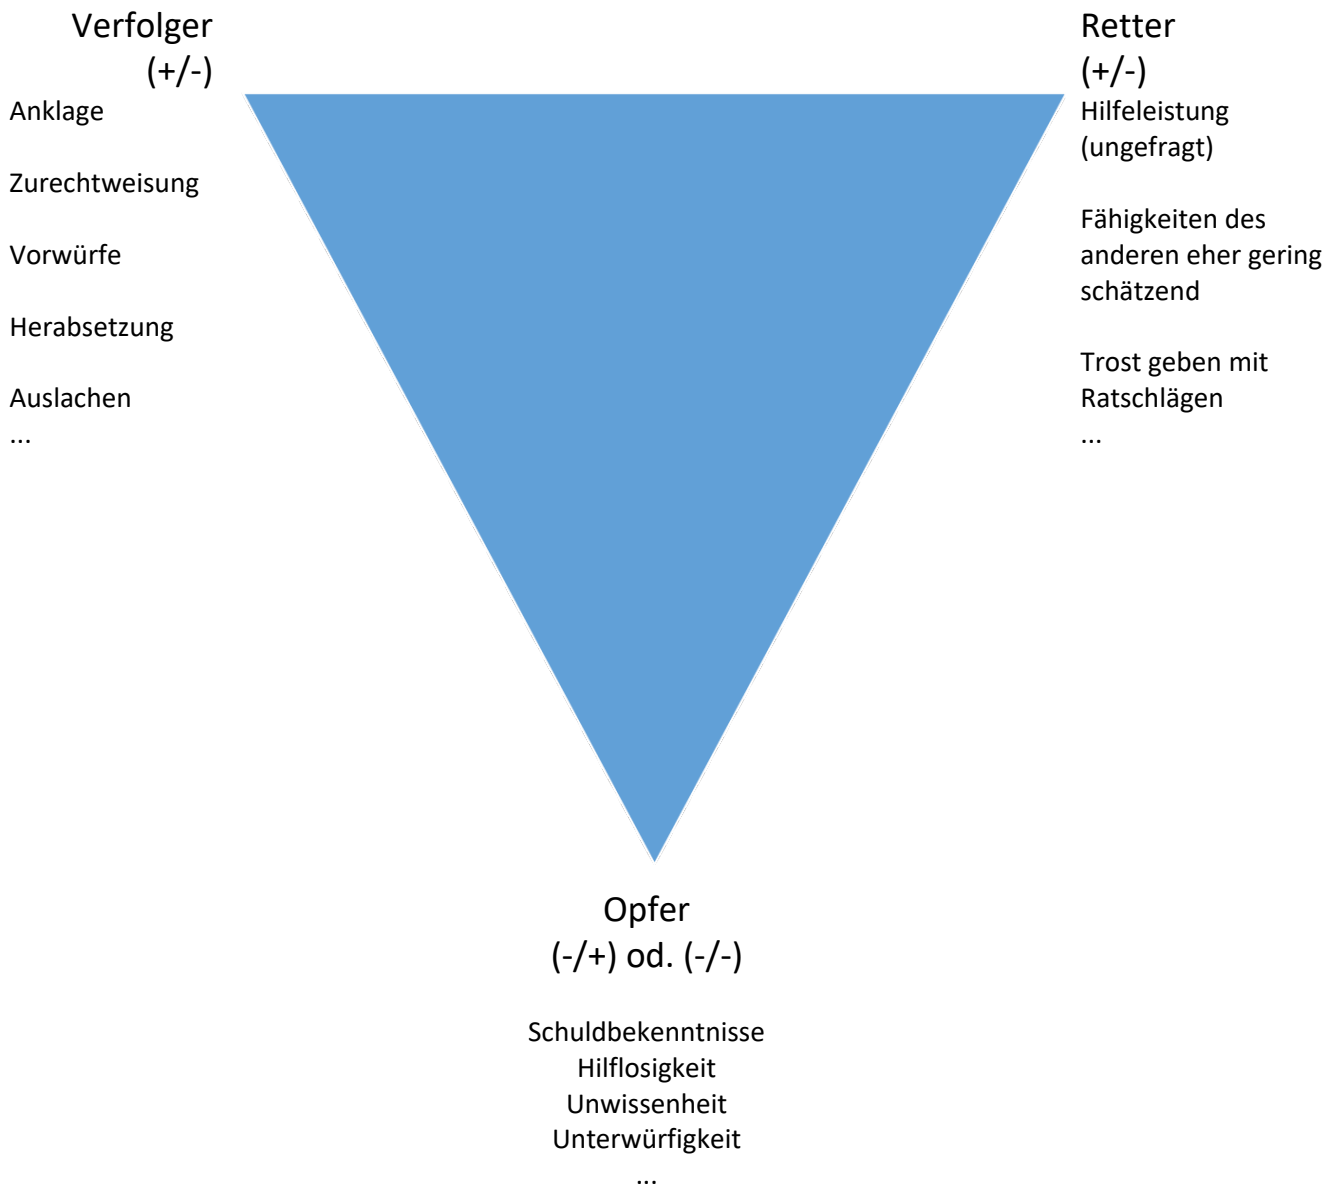 Verfolger
(+/-)
Anklage
Zurechtweisung
Vorwürfe
Herabsetzung
Auslachen
...
Retter
(+/-)
Hilfeleistung
(ungefragt)
Fähigkeiten des
anderen eher gering
schätzend
Trost geben mit
Ratschlägen
...
Opfer
(-/+) od. (-/-)
Schuldbekenntnisse
Hilflosigkeit
Unwissenheit
Unterwürfigkeit
...